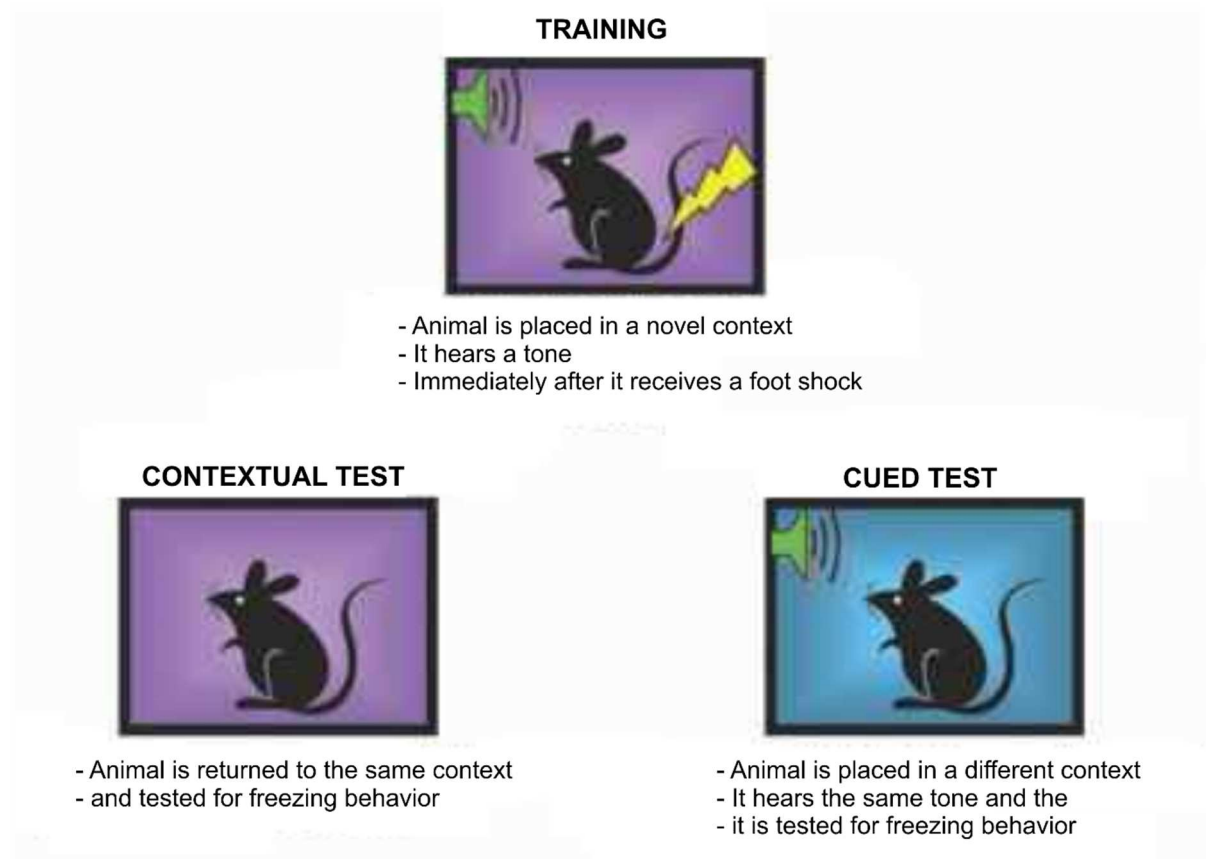 TRAINING
- Animal is placed in a novel context
- It hears a tone
- Immediately after it receives a foot shock
CONTEXTUAL TEST
- Animal is returned to the same context
- and tested for freezing behavior
CUED TEST
- Animal is placed in a different context
- It hears the same tone and the
- it is tested for freezing behavior